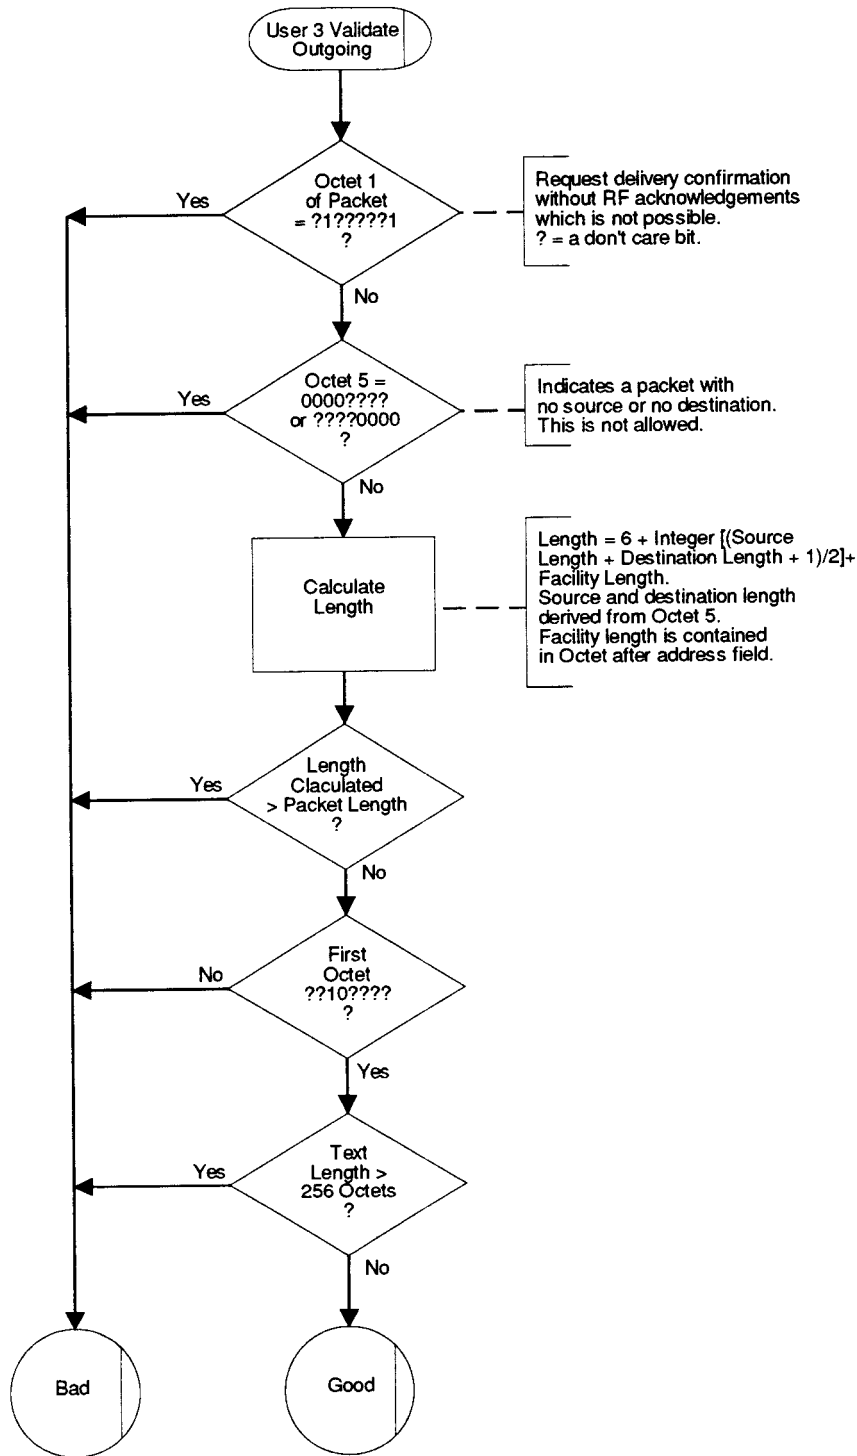 User 3 Validate
Outgoing
Octet 1
of Packet
= ?1?????1
?
Yes
No
Request delivery confirmation
without RF acknowledgements
which is not possible.
? = a don't care bit.
Octet 5 =
0000????
or ????0000
?
Yes
No
Indicates a packet with
no source or no destination.
This is not allowed.
Calculate
Length
Length = 6 + Integer [(Source
Length + Destination Length + 1)/2]+
Facility Length.
Source and destination length
derived from Octet 5.
Facility length is contained
in Octet after address field.
Length
Claculated
> Packet Length
?
Yes
No
First
Octet
??10????
?
No
Yes
Text
Length >
256 Octets
?
Yes
No
Bad
Good